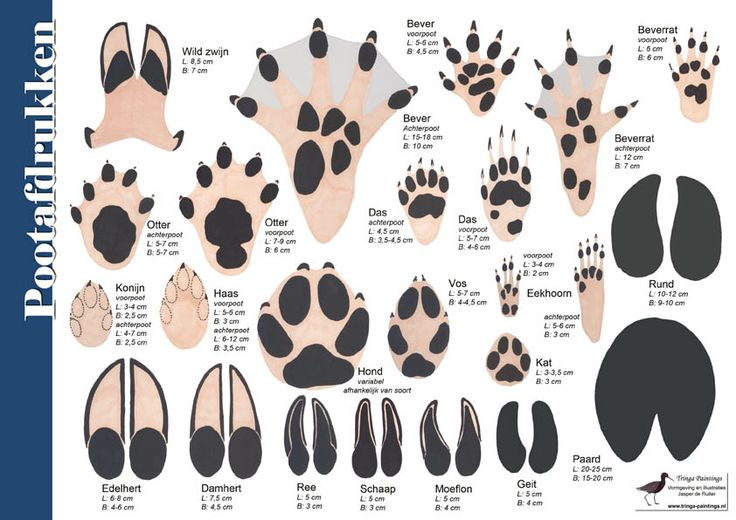 Pootafdrukken
Wild zwijn
L: 8,5 cm
B: 7 cm
Bever
voorpoot
L: 5-6 cm
B: 4,5 cm
Beverrat
voorpoot
L: 6 cm
B: 6 cm
Bever
Achterpoot
L: 15-18 cm
B: 10 cm
Beverrat
achterpoot
L: 12 cm
B: 7 cm
Otter
achterpoot
L: 5-7 cm
B: 5-7 cm
Otter
voorpoot
L: 7-9 cm
B: 6 cm
Das
achterpoot
L: 4,5 cm
B: 3,5-4,5 cm
Das
voorpoot
L: 5-7 cm
B: 4-6 cm
Konijn
voorpoot
L: 3-4 cm
B: 2,5 cm
achterpoot
L: 4-7 cm
B: 2,5 cm
Haas
voorpoot
L: 5-6 cm
B: 3 cm
achterpoot
L: 6-12 cm
B: 3,5 cm
Hond
variabel
afhankelijk van soort
Vos
L: 5-7 cm
B: 4-4,5 cm
voorpoot
L: 3-4 cm
B: 2 cm
Eekhoorn
achterpoot
L: 5-6 cm
B: 3 cm
Rund
L: 10-12 cm
B: 9-10 cm
Kat
L: 3-3,5 cm
B: 3 cm
Edelhert
L: 6-8 cm
B: 4-6 cm
Damhert
L: 7,5 cm
B: 4,5 cm
Ree
L: 5 cm
B: 3 cm
Schaap
L: 5 cm
B: 3 cm
Moeflon
L: 5 cm
B: 4 cm
Geit
L: 5 cm
B: 4 cm
Paard
L: 20-25 cm
B: 15-20 cm
Tringa Paintings
Vormgeving en illustraties
Jasper de Ruiter
www.tringa-paintings.nl